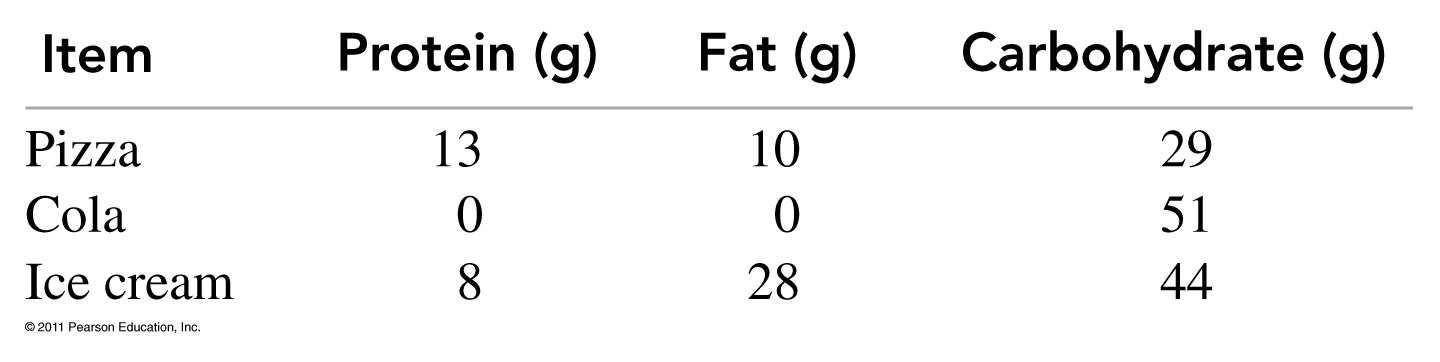 Item Protein (g) Fat (g) Carbohydrate (g)
Pizza 13 10 29
Cola 0 0 51
Ice cream 8 28 44
© 2011 Pearson Education, Inc.